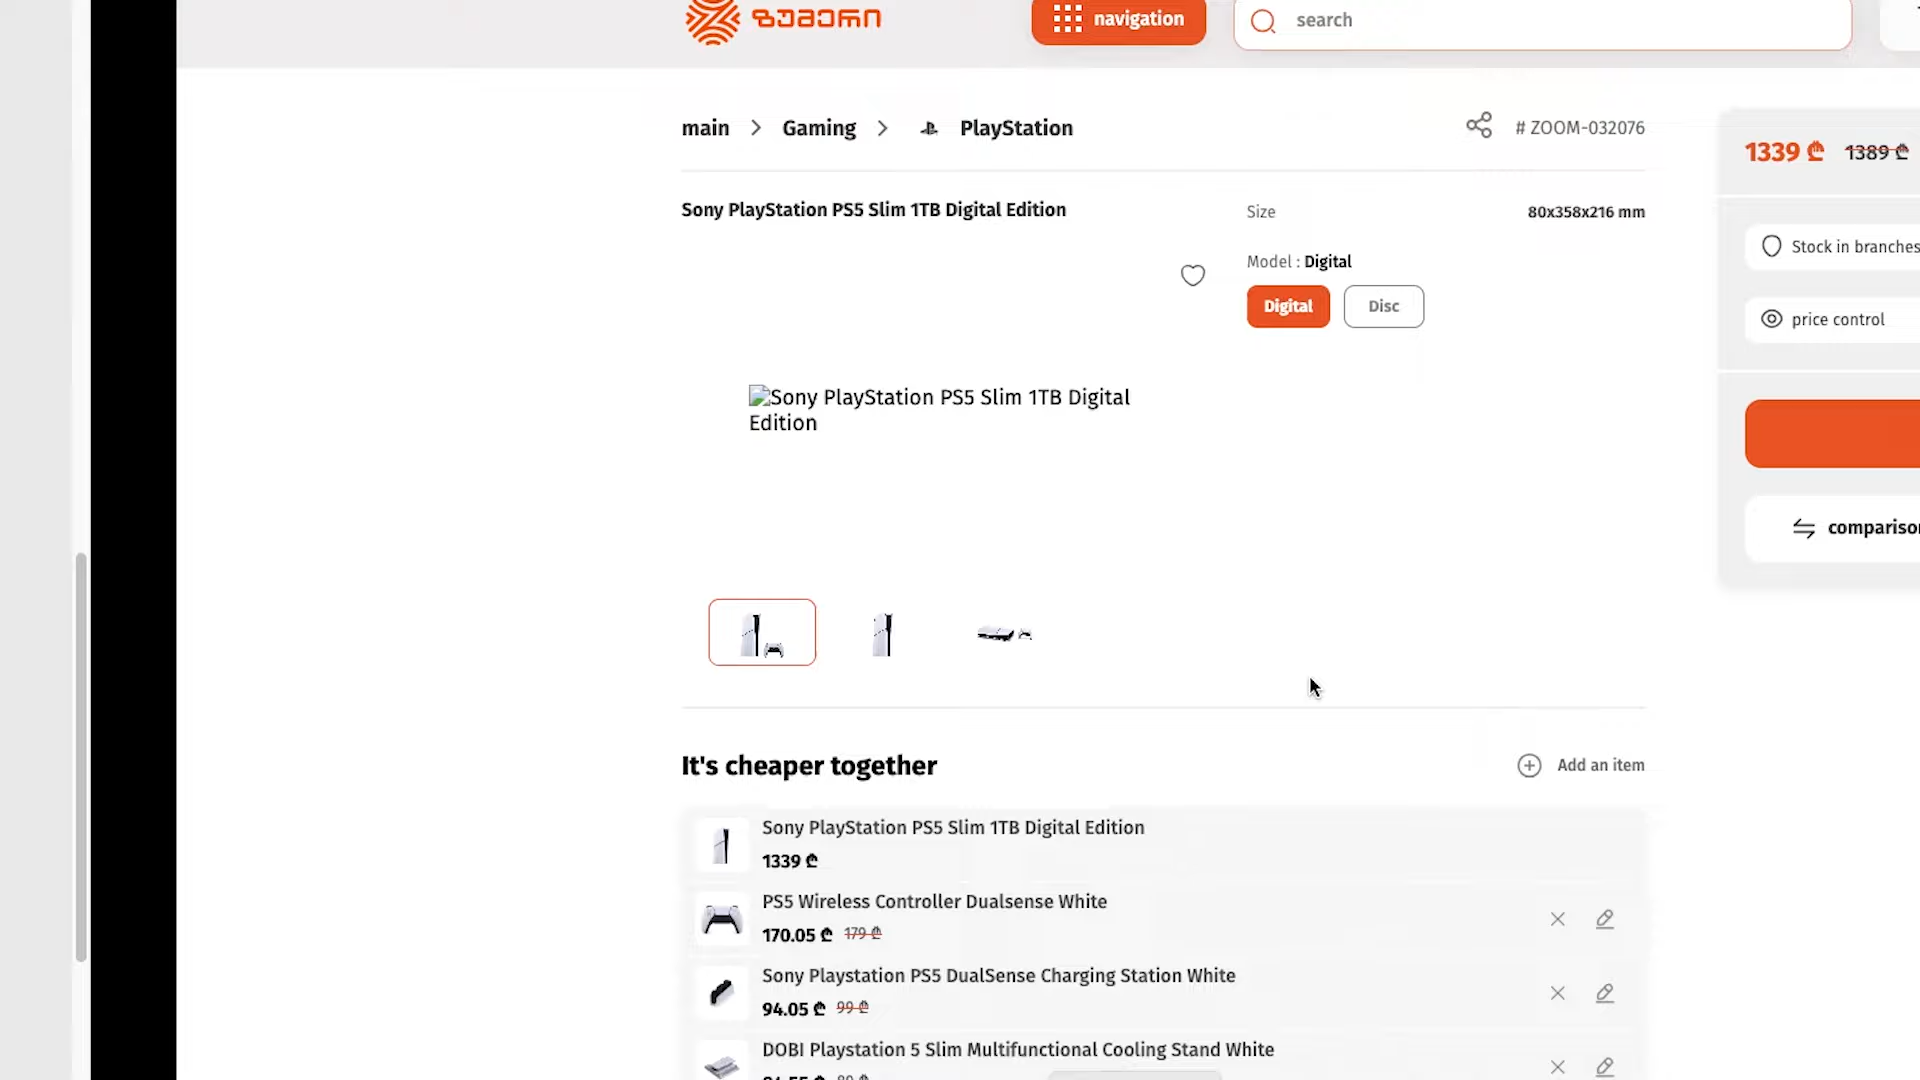 ზუმერი
navigation
search
main
Gaming
PlayStation
# ZOOM-032076
1339 ₾ 1389 ₾
Sony PlayStation PS5 Slim 1TB Digital Edition
Size
80x358x216 mm
Stock in branches
Model : Digital
Digital
Disc
price control
Sony PlayStation PS5 Slim 1TB Digital
Edition
It's cheaper together
Add an item
Sony PlayStation PS5 Slim 1TB Digital Edition
1339 ₾
PS5 Wireless Controller Dualsense White
170.05 ₾ 179 ₾
Sony Playstation PS5 DualSense Charging Station White
94.05 ₾ 99 ₾
DOBI Playstation 5 Slim Multifunctional Cooling Stand White